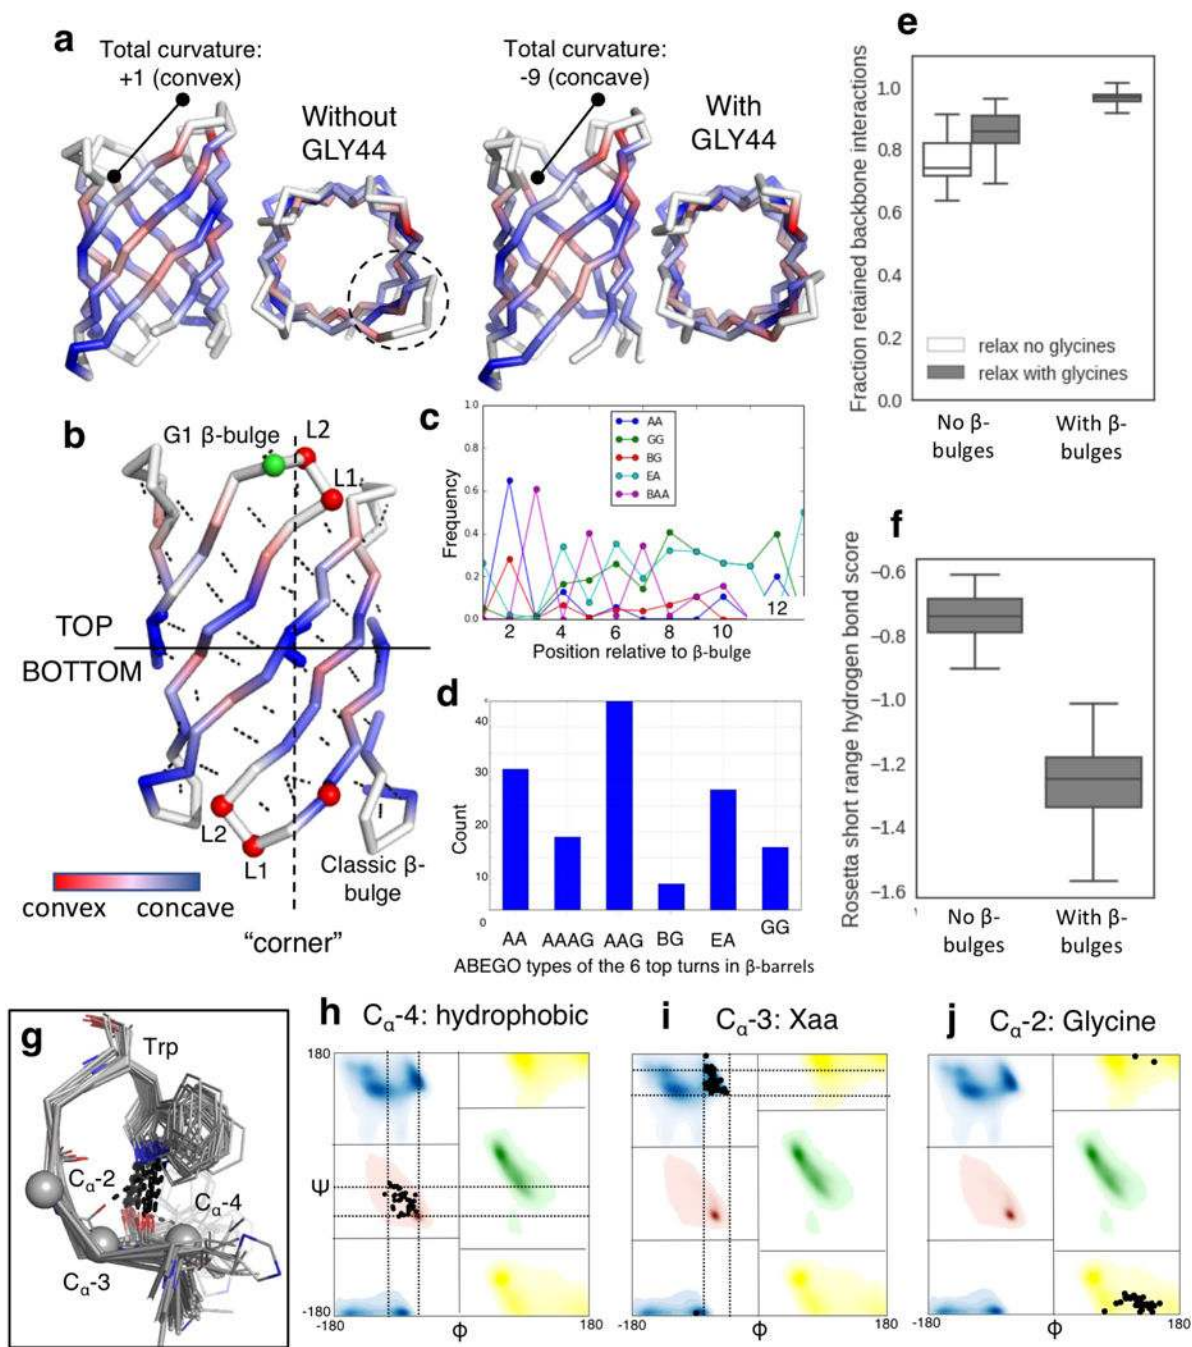 a
Total curvature:
+1 (convex)
Without
GLY44
Total curvature:
-9 (concave)
With
GLY44
b
G1 β-bulge
L2
L1
TOP
BOTTOM
L2
L1
Classic β-
bulge
convex
concave
"corner"
c
1.0
0.8
0.6
0.4
0.2
0.0
Frequency
AA
GG
BG
EA
BAA
2
4
6
8
10
12
Position relative to β-bulge
d
40
30
20
10
0
Count
AA
AAAG
AAG
BG
EA
GG
ABEGO types of the 6 top turns in β-barrels
e
Fraction retained backbone interactions
1.0
0.8
0.6
0.4
0.2
0.0
relax no glycines
relax with glycines
No β-
bulges
With β-
bulges
f
Rosetta short range hydrogen bond score
−0.6
−0.8
−1.0
−1.2
−1.4
−1.6
No β-
bulges
With β-
bulges
g
Trp
Cα-2
Cα-4
Cα-3
h
Cα-4: hydrophobic
180
Ψ
-180
-180
Φ
180
i
Cα-3: Xaa
180
-180
-180
Φ
180
j
Cα-2: Glycine
180
-180
-180
Φ
180